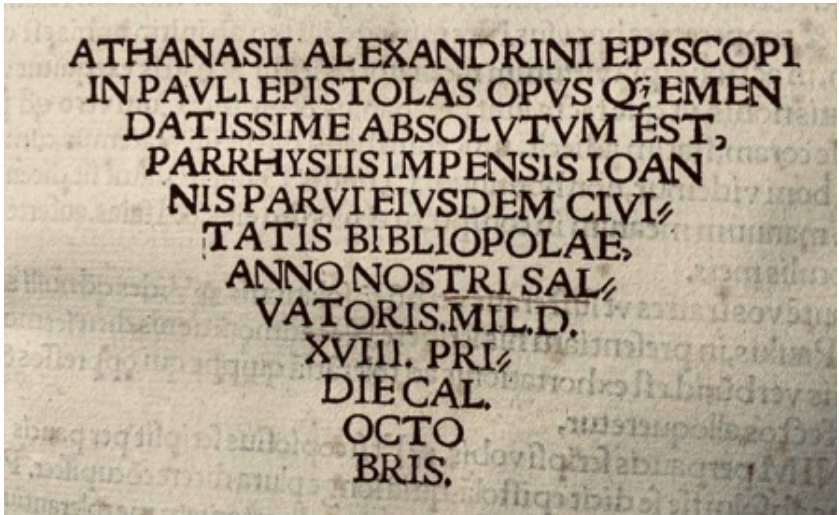 ATHANASII ALEXANDRINI EPISCOPI
IN PAVLI EPISTOLAS OPVS Q̃; EMEN
DATISSIME ABSOLVTVM EST,
PARRHYSIIS IMPENSIS IOAN
NIS PARVI EIVSDEM CIVI⸗
TATIS BIBLIOPOLAE,
ANNO NOSTRI SAL⸗
VATORIS.MIL.D.
XVIII. PRI⸗
DIE CAL.
OCTO
BRIS.